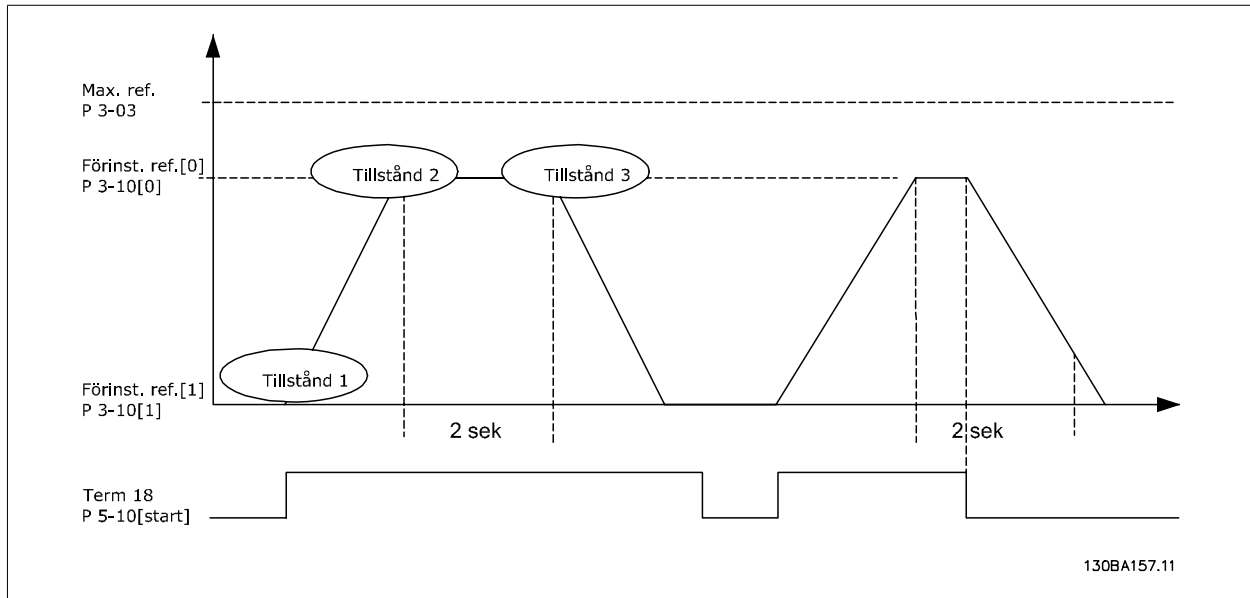 Max. ref.
P 3-03
Förinst. ref.[0]
P 3-10[0]
Tillstånd 2
Tillstånd 3
Tillstånd 1
Förinst. ref.[1]
P 3-10[1]
2 sek
2 sek
Term 18
P 5-10[start]
130BA157.11